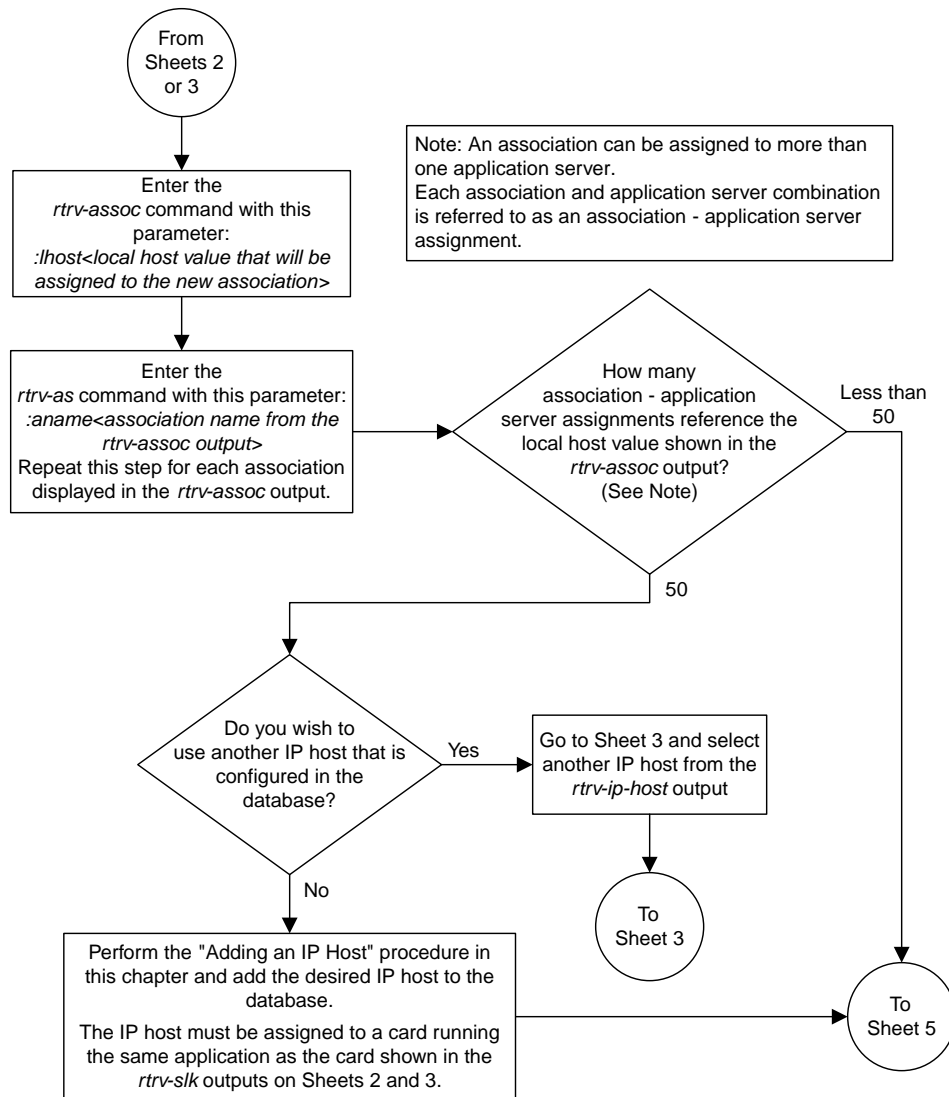 From
Sheets 2
or 3
Note: An association can be assigned to more than
one application server.
Each association and application server combination
is referred to as an association - application server
assignment.
Enter the
rtrv-assoc command with this
parameter:
:lhost<local host value that will be
assigned to the new association>
Enter the
rtrv-as command with this parameter:
:aname<association name from the
rtrv-assoc output>
Repeat this step for each association
displayed in the rtrv-assoc output.
How many
association - application
server assignments reference the
local host value shown in the
rtrv-assoc output?
(See Note)
Less than
50
50
Do you wish to
use another IP host that is
configured in the
database?
Yes
Go to Sheet 3 and select
another IP host from the
rtrv-ip-host output
No
To
Sheet 3
Perform the "Adding an IP Host" procedure in
this chapter and add the desired IP host to the
database.
The IP host must be assigned to a card running
the same application as the card shown in the
rtrv-slk outputs on Sheets 2 and 3.
To
Sheet 5